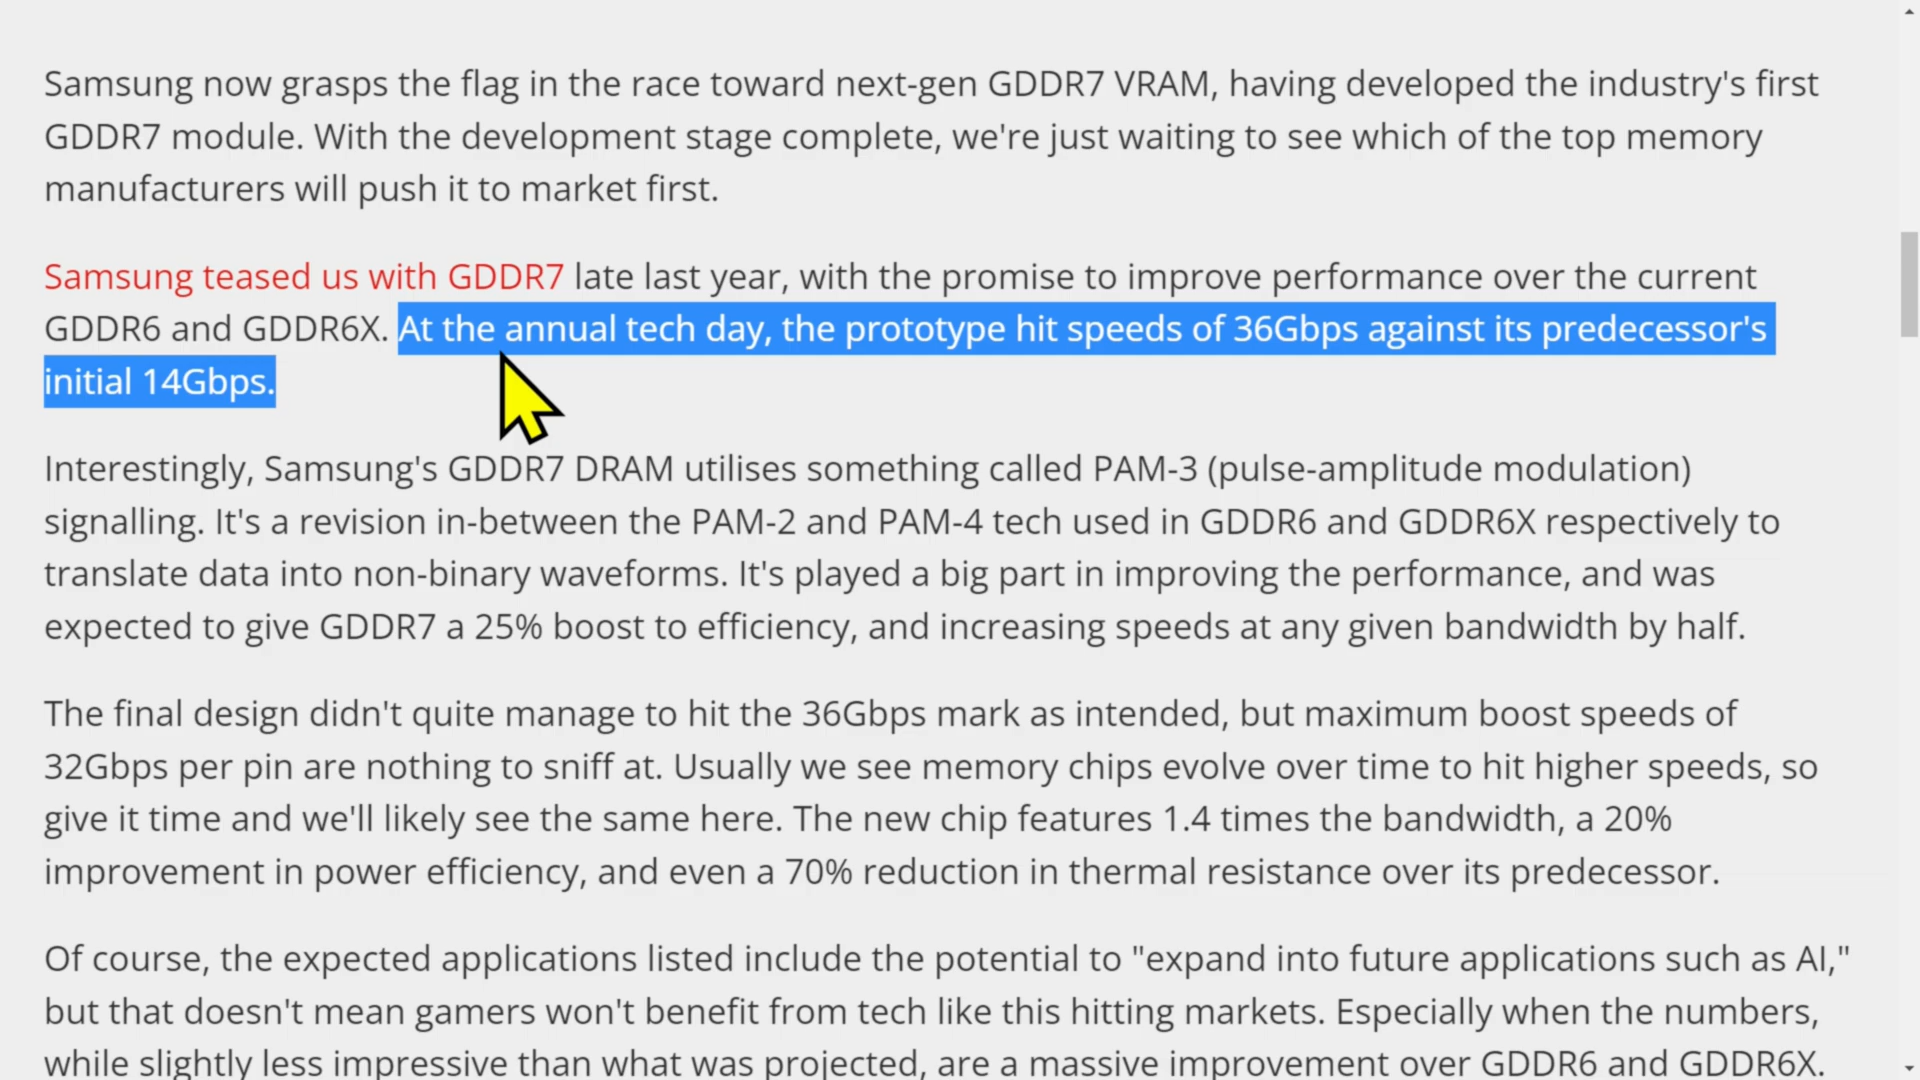 Samsung now grasps the flag in the race toward next-gen GDDR7 VRAM, having developed the industry's first
GDDR7 module. With the development stage complete, we're just waiting to see which of the top memory
manufacturers will push it to market first.
Samsung teased us with GDDR7 late last year, with the promise to improve performance over the current
GDDR6 and GDDR6X. At the annual tech day, the prototype hit speeds of 36Gbps against its predecessor's
initial 14Gbps.
Interestingly, Samsung's GDDR7 DRAM utilises something called PAM-3 (pulse-amplitude modulation)
signalling. It's a revision in-between the PAM-2 and PAM-4 tech used in GDDR6 and GDDR6X respectively to
translate data into non-binary waveforms. It's played a big part in improving the performance, and was
expected to give GDDR7 a 25% boost to efficiency, and increasing speeds at any given bandwidth by half.
The final design didn't quite manage to hit the 36Gbps mark as intended, but maximum boost speeds of
32Gbps per pin are nothing to sniff at. Usually we see memory chips evolve over time to hit higher speeds, so
give it time and we'll likely see the same here. The new chip features 1.4 times the bandwidth, a 20%
improvement in power efficiency, and even a 70% reduction in thermal resistance over its predecessor.
Of course, the expected applications listed include the potential to "expand into future applications such as AI,"
but that doesn't mean gamers won't benefit from tech like this hitting markets. Especially when the numbers,
while slightly less impressive than what was projected, are a massive improvement over GDDR6 and GDDR6X.